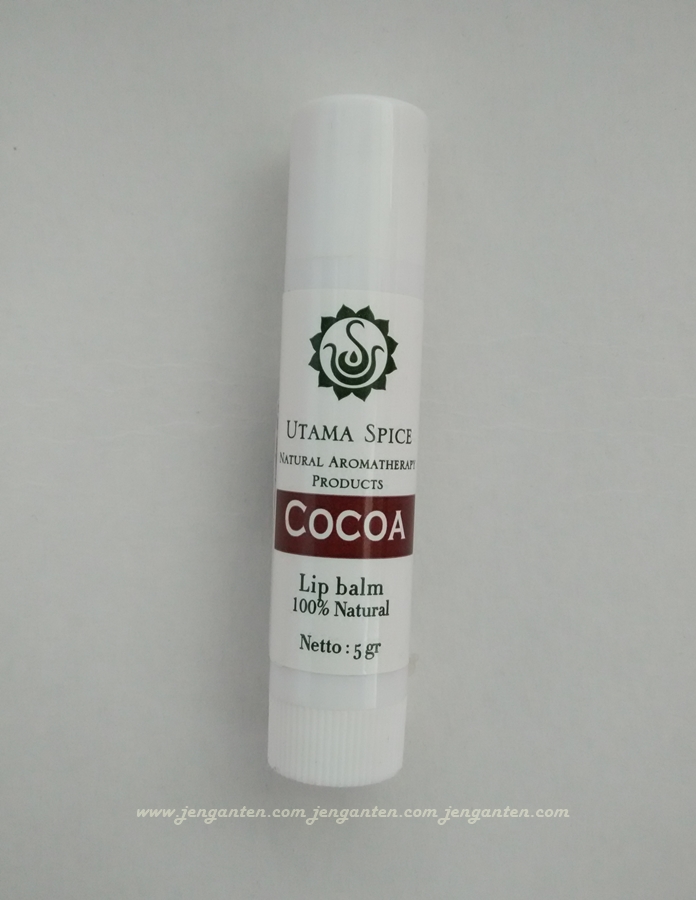 Utama Spice
Natural Aromatherapy
Products
Cocoa
Lip balm
100% Natural
Netto : 5 gr
www.jenganten.com jenganten.com jenganten.com